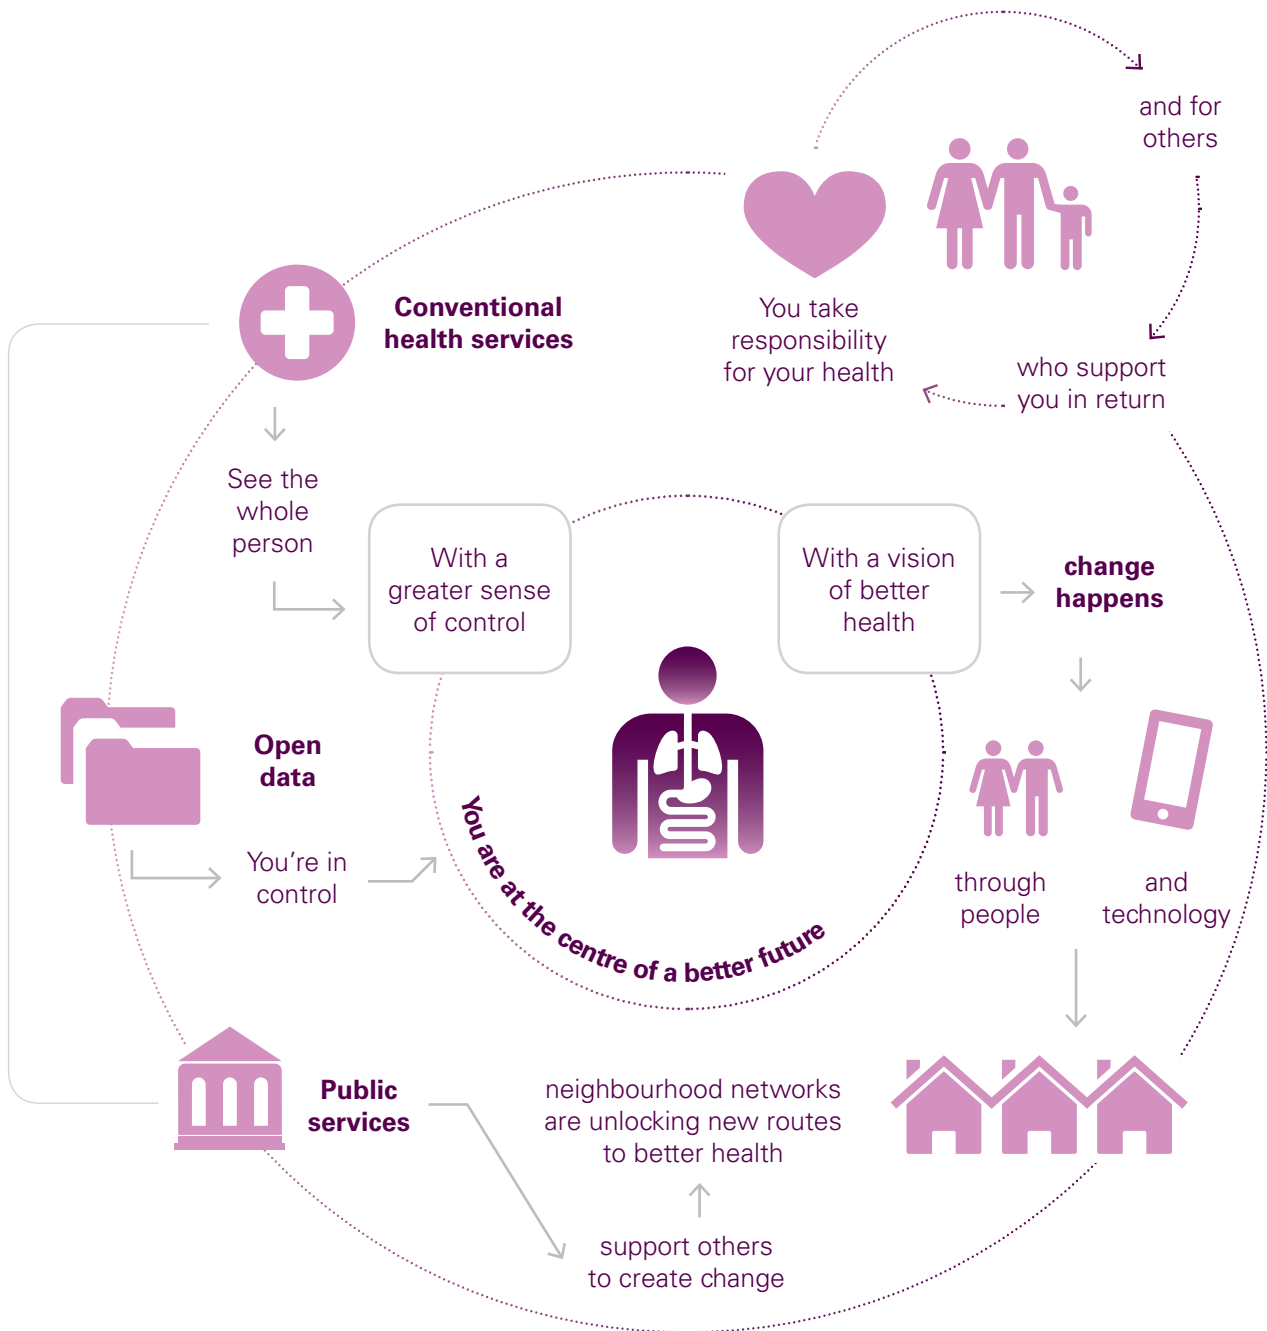 and for
others
You take
responsibility
for your health
who support
you in return
Conventional
health services
See the
whole
person
With a
greater sense
of control
With a vision
of better
health
change
happens
Open
data
You're in
control
You are at the centre of a better future
through
people
and
technology
Public
services
neighbourhood networks
are unlocking new routes
to better health
support others
to create change